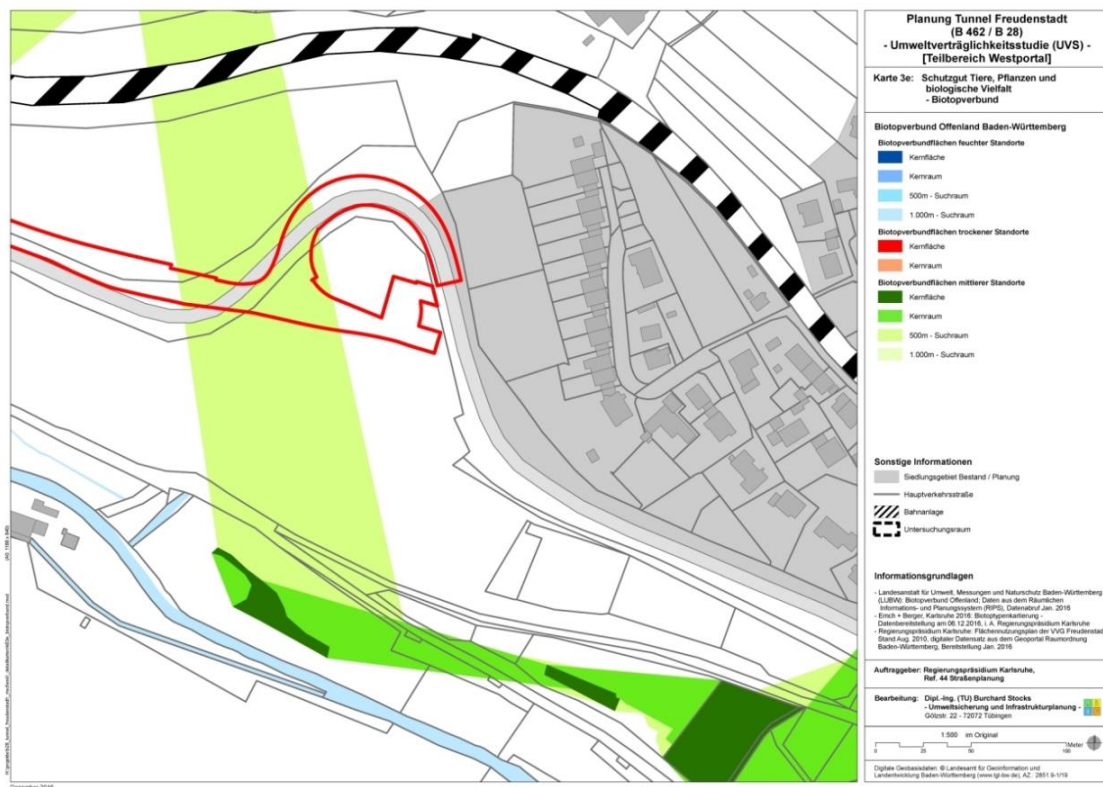 Planung Tunnel Freudenstadt
(B 462 / B 28)
- Umweltverträglichkeitsstudie (UVS) -
[Teilbereich Westportal]
Karte 3e: Schutzgut Tiere, Pflanzen und
biologische Vielfalt
- Biotopverbund
Biotopverbund Offenland Baden-Württemberg
Biotopverbundflächen feuchter Standorte
Kernfläche
Kernraum
500m - Suchraum
1.000m - Suchraum
Biotopverbundflächen trockener Standorte
Kernfläche
Kernraum
Biotopverbundflächen mittlerer Standorte
Kernfläche
Kernraum
500m - Suchraum
1.000m - Suchraum
Sonstige Informationen
Siedlungsgebiet Bestand / Planung
Hauptverkehrsstraße
Bahnanlage
Untersuchungsraum
Informationsgrundlagen
- Landesanstalt für Umwelt, Messungen und Naturschutz Baden-Württemberg
(LUBW): Biotopverbund Offenland; Daten aus dem Räumlichen
Informations- und Planungssystem (RIPS), Datenabruf Jan. 2016
- Emch + Berger, Karlsruhe 2016: Biotoptypenkartierung -
Datenbereitstellung am 06.12.2016, i. A. Regierungspräsidium Karlsruhe
- Regierungspräsidium Karlsruhe: Flächennutzungsplan der VVG Freudenstadt
Stand Aug. 2010, digitaler Datensatz aus dem Geoportal Raumordnung
Baden-Württemberg, Bereitstellung Jan. 2016
Auftraggeber: Regierungspräsidium Karlsruhe,
Ref. 44 Straßenplanung
Bearbeitung: Dipl.-Ing. (TU) Burchard Stocks
- Umweltsicherung und Infrastrukturplanung -
Gölzstr. 22 - 72072 Tübingen
1:500 im Original
0 25 50 100 Meter
Digitale Geobasisdaten: © Landesamt für Geoinformation und
Landentwicklung Baden-Württemberg (www.lgl-bw.de), AZ.: 2851.9-1/19